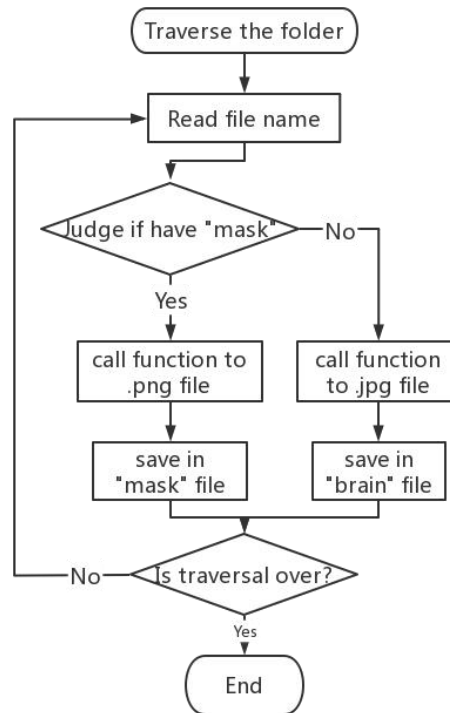 Traverse the folder
Read file name
Judge if have "mask"
No
Yes
call function to
.png file
call function
to .jpg file
save in
"mask" file
save in
"brain" file
No
Is traversal over?
Yes
End